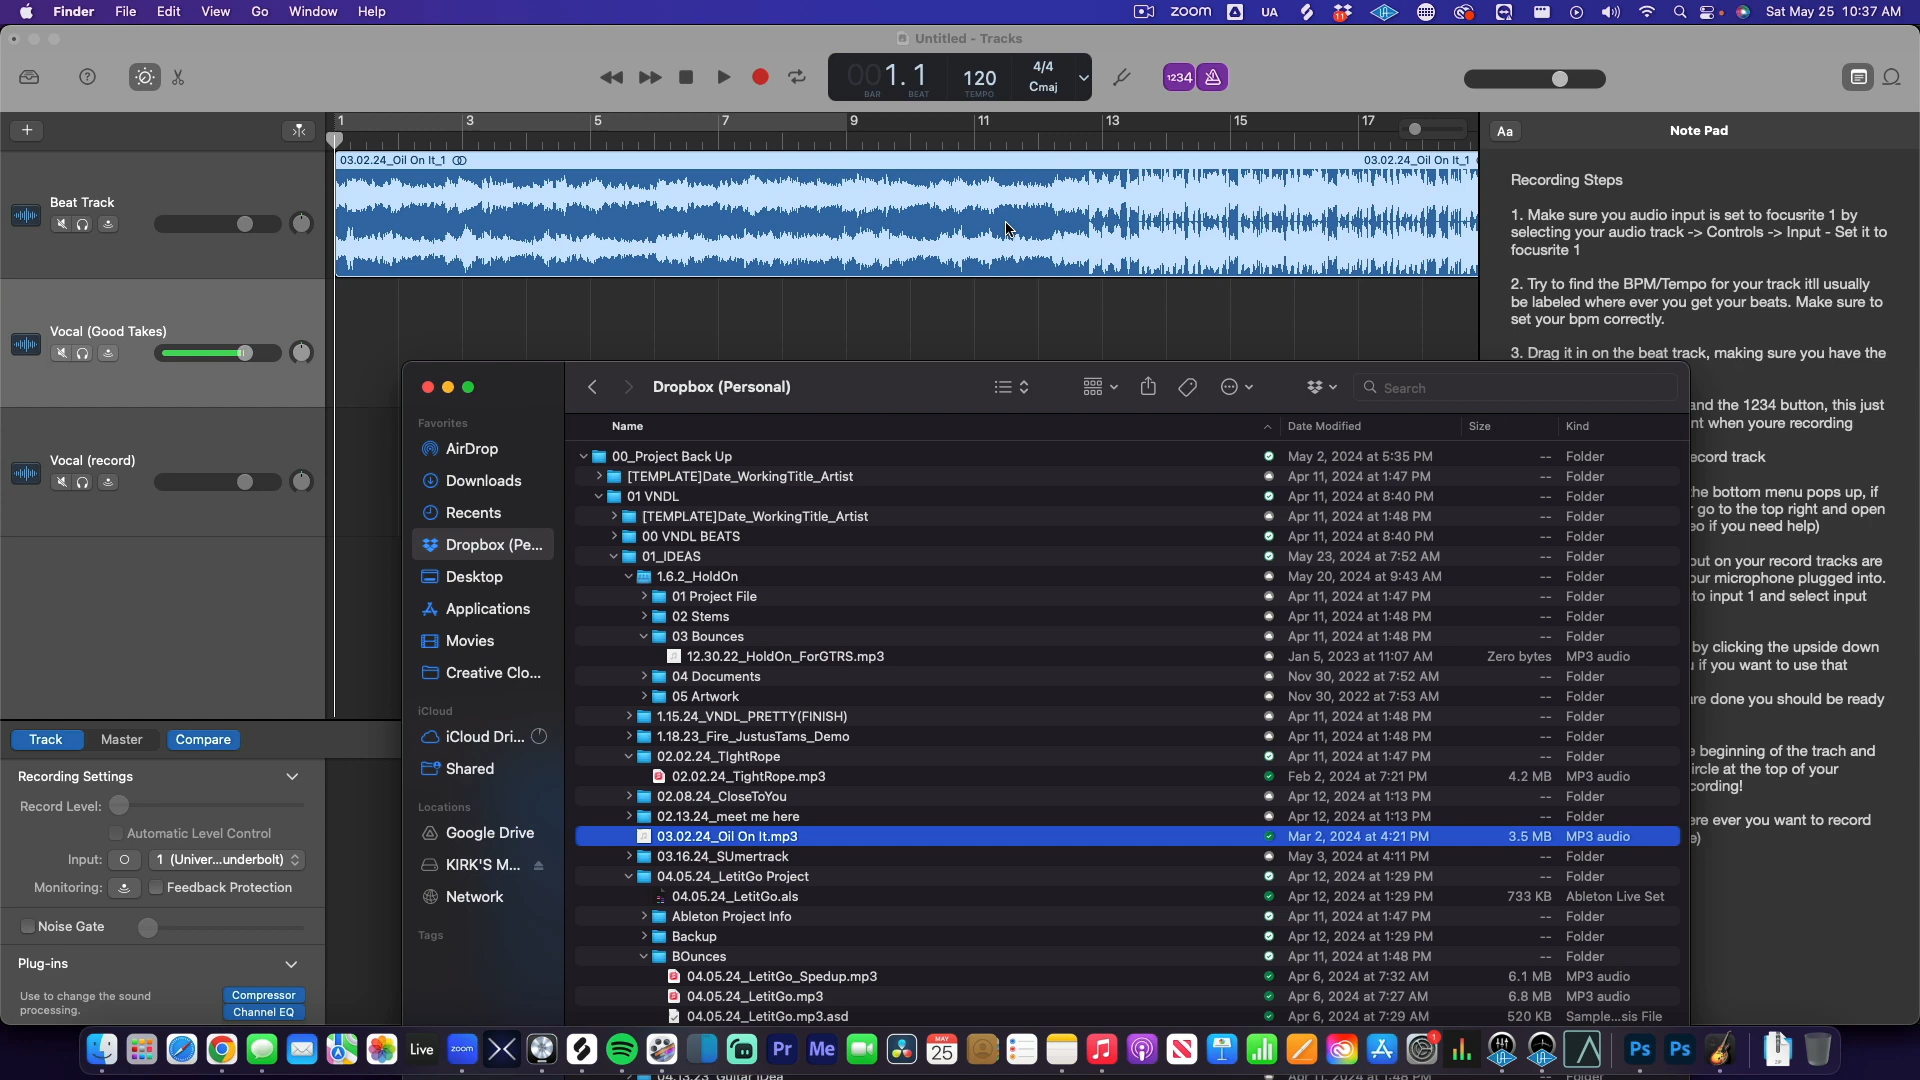 Finder File Edit View Go Window Help zoom UA 11 Sat May 25 10:37 AM
Untitled - Tracks
001. 1 120 4/4 Cmaj 1234
BAR BEAT TEMPO
1 3 5 7 9 11 13 15 17
Aa Note Pad
03.02.24_Oil On It_1 03.02.24_Oil On It_1
Beat Track
Vocal (Good Takes)
Vocal (record)
Recording Steps
1. Make sure you audio input is set to focusrite 1 by
selecting your audio track -> Controls -> Input - Set it to
focusrite 1
2. Try to find the BPM/Tempo for your track itll usually
be labeled where ever you get your beats. Make sure to
set your bpm correctly.
3. Drag it in on the beat track, making sure you have the
and the 1234 button, this just
nt when youre recording
ecord track
he bottom menu pops up, if
go to the top right and open
eo if you need help)
out on your record tracks are
our microphone plugged into.
to input 1 and select input
by clicking the upside down
if you want to use that
re done you should be ready
beginning of the trach and
ircle at the top of your
cording!
ere ever you want to record
Dropbox (Personal) Search
Name Date Modified Size Kind
Favorites
AirDrop
Downloads
Recents
Dropbox (Pe...
Desktop
Applications
Movies
Creative Clo...
iCloud
iCloud Dri...
Shared
Locations
Google Drive
KIRK'S M...
Network
Tags
00_Project Back Up May 2, 2024 at 5:35 PM -- Folder
[TEMPLATE]Date_WorkingTitle_Artist Apr 11, 2024 at 1:47 PM -- Folder
01 VNDL Apr 11, 2024 at 8:40 PM -- Folder
[TEMPLATE]Date_WorkingTitle_Artist Apr 11, 2024 at 1:48 PM -- Folder
00 VNDL BEATS Apr 11, 2024 at 8:40 PM -- Folder
01_IDEAS May 23, 2024 at 7:52 AM -- Folder
1.6.2_HoldOn May 20, 2024 at 9:43 AM -- Folder
01 Project File Apr 11, 2024 at 1:47 PM -- Folder
02 Stems Apr 11, 2024 at 1:48 PM -- Folder
03 Bounces Apr 11, 2024 at 1:48 PM -- Folder
12.30.22_HoldOn_ForGTRS.mp3 Jan 5, 2023 at 11:07 AM Zero bytes MP3 audio
04 Documents Nov 30, 2022 at 7:52 AM -- Folder
05 Artwork Nov 30, 2022 at 7:53 AM -- Folder
1.15.24_VNDL_PRETTY(FINISH) Apr 11, 2024 at 1:48 PM -- Folder
1.18.23_Fire_JustusTams_Demo Apr 11, 2024 at 1:48 PM -- Folder
02.02.24_TIghtRope Apr 11, 2024 at 1:47 PM -- Folder
02.02.24_TightRope.mp3 Feb 2, 2024 at 7:21 PM 4.2 MB MP3 audio
02.08.24_CloseToYou Apr 12, 2024 at 1:13 PM -- Folder
02.13.24_meet me here Apr 12, 2024 at 1:13 PM -- Folder
03.02.24_Oil On It.mp3 Mar 2, 2024 at 4:21 PM 3.5 MB MP3 audio
03.16.24_SUmertrack May 3, 2024 at 4:11 PM -- Folder
04.05.24_LetitGo Project Apr 12, 2024 at 1:29 PM -- Folder
04.05.24_LetitGo.als Apr 12, 2024 at 1:29 PM 733 KB Ableton Live Set
Ableton Project Info Apr 11, 2024 at 1:47 PM -- Folder
Backup Apr 12, 2024 at 1:29 PM -- Folder
BOunces Apr 11, 2024 at 1:48 PM -- Folder
04.05.24_LetitGo_Spedup.mp3 Apr 6, 2024 at 7:32 AM 6.1 MB MP3 audio
04.05.24_LetitGo.mp3 Apr 6, 2024 at 7:27 AM 6.8 MB MP3 audio
04.05.24_LetitGo.mp3.asd Apr 6, 2024 at 7:29 AM 520 KB Sample...sis File
Track Master Compare
Recording Settings
Record Level:
Automatic Level Control
Input: 1 (Univer...underbolt)
Monitoring: Feedback Protection
Noise Gate
Plug-ins
Use to change the sound
processing.
Compressor
Channel EQ
Live zoom Pr Me MAY 25 1 Ps Ps